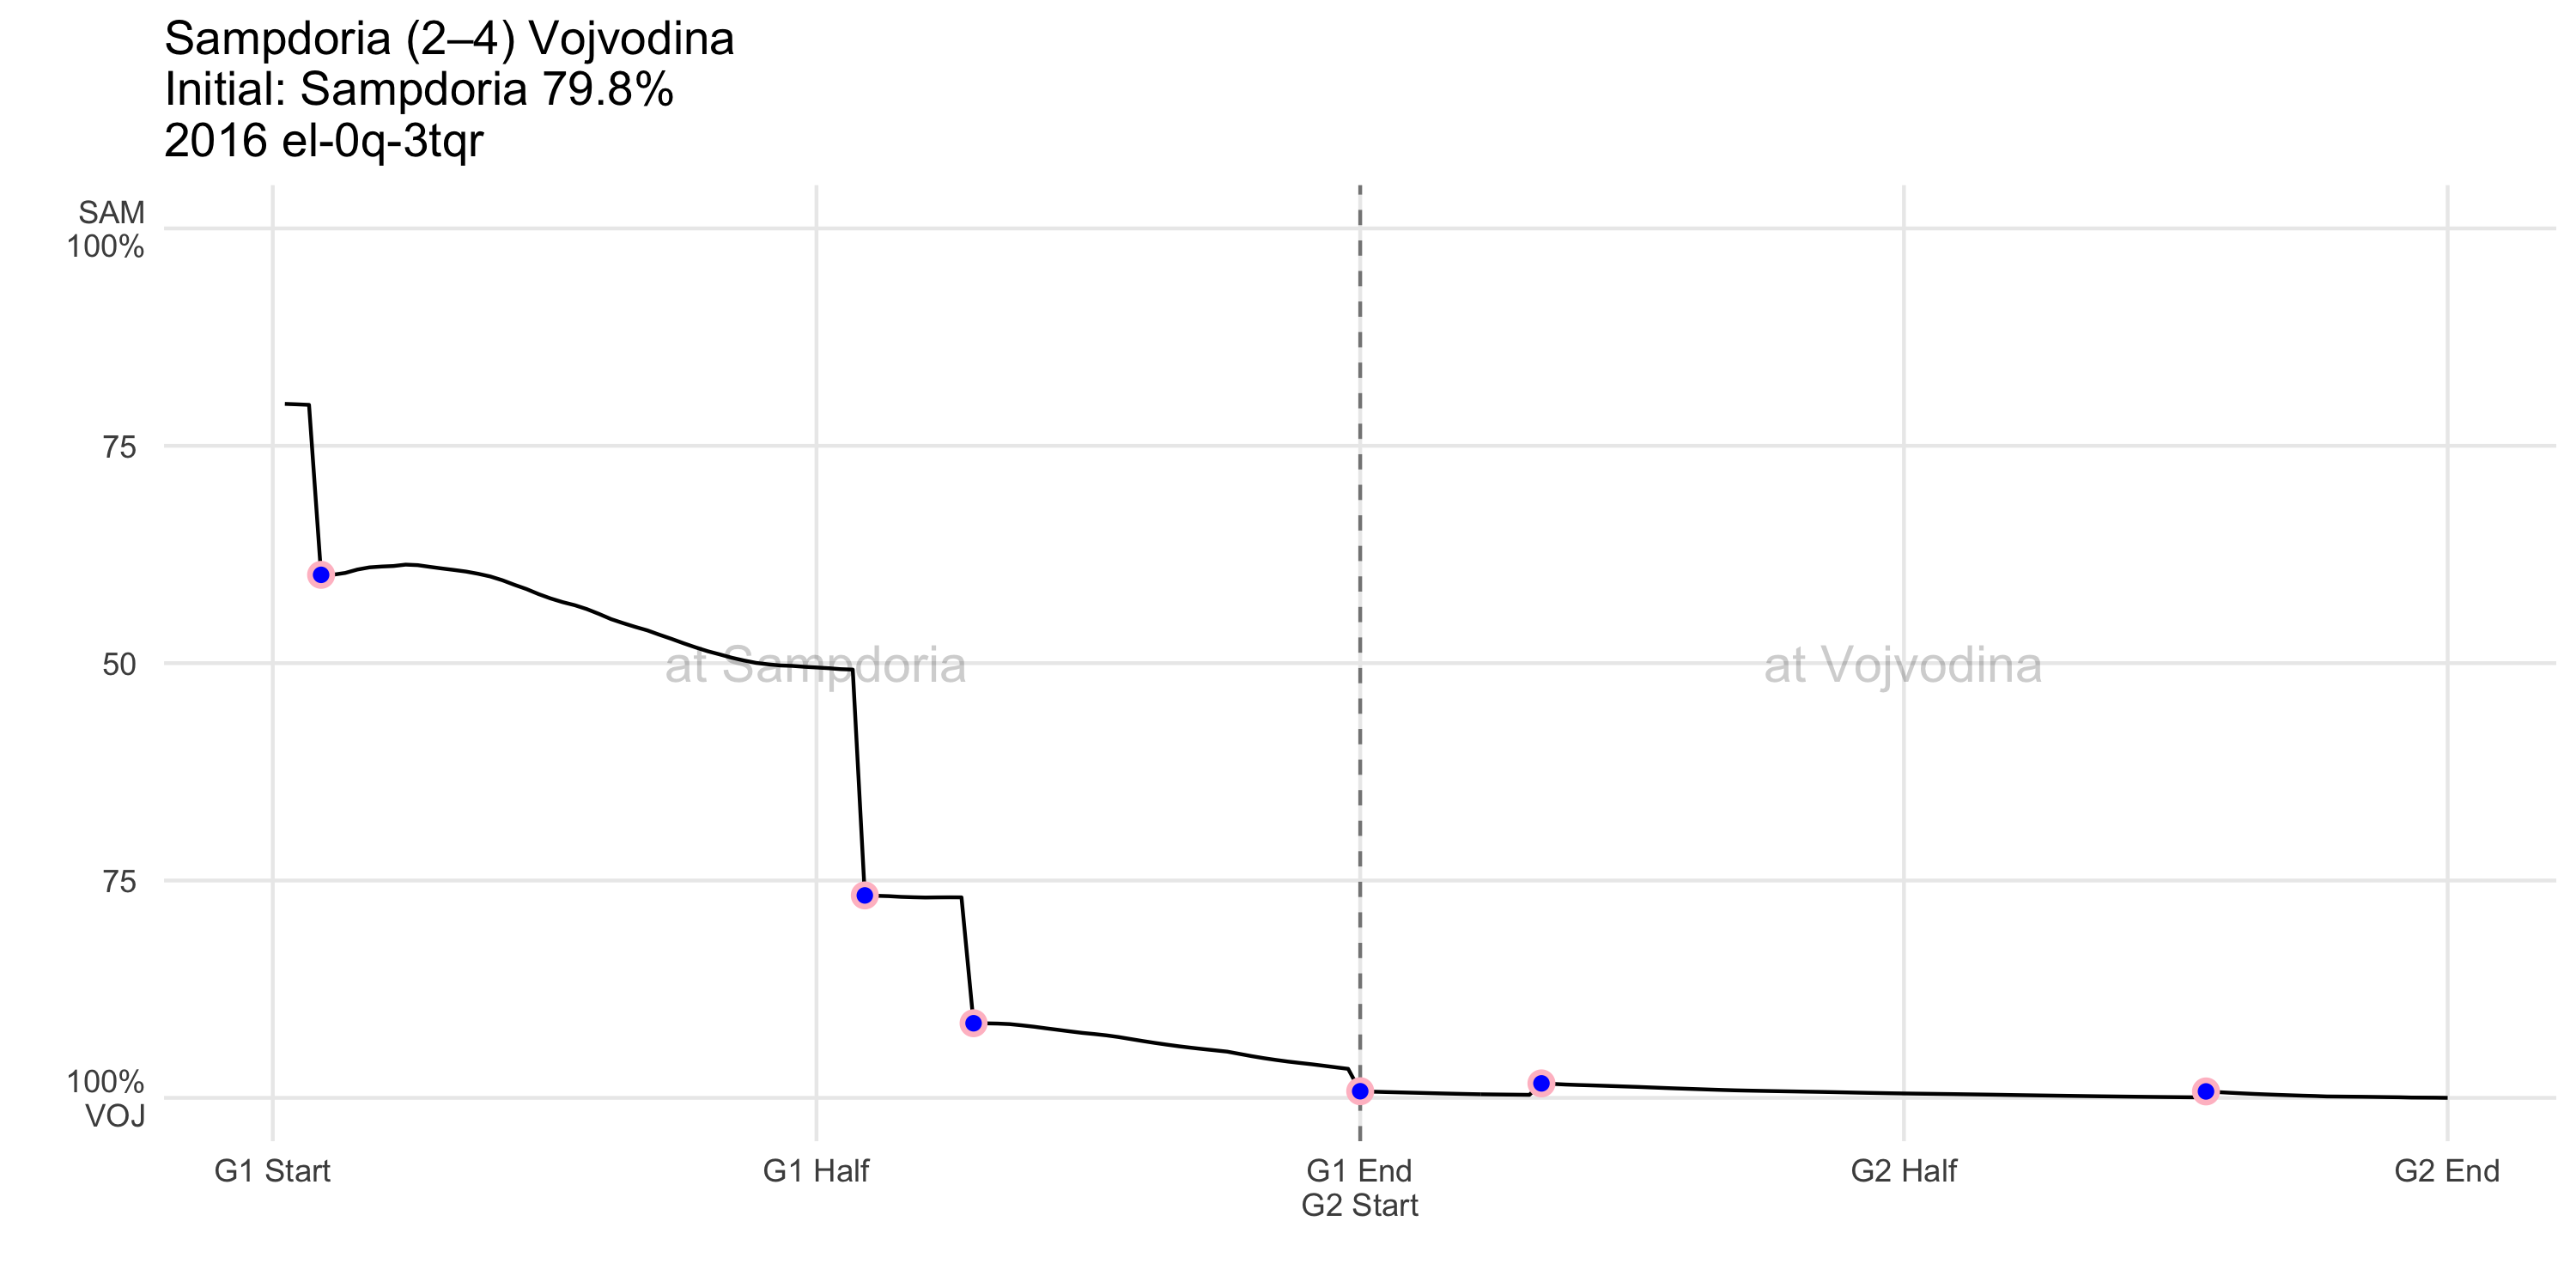 Sampdoria (2–4) Vojvodina
Initial: Sampdoria 79.8%
2016 el-0q-3tqr
SAM
100%
75
50
75
100%
VOJ
at Sampdoria
at Vojvodina
G1 Start
G1 Half
G1 End
G2 Start
G2 Half
G2 End